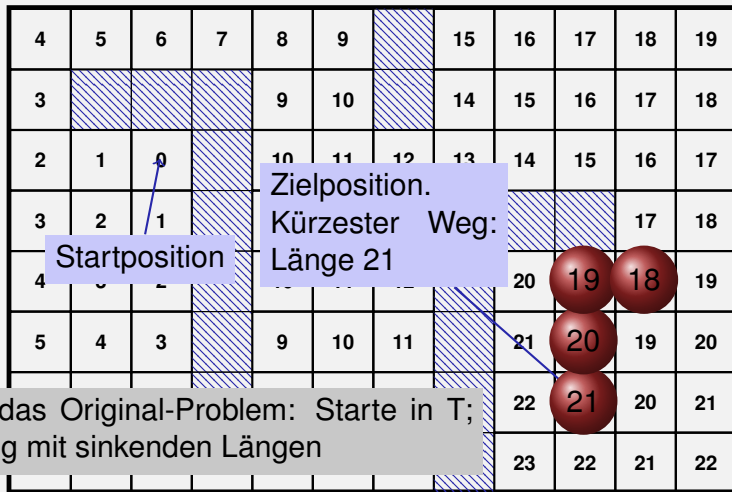 4 5 6 7 8 9 15 16 17 18 19
3 9 10 14 15 16 17 18
2 1 0 10 11 12 13 14 15 16 17
Zielposition.
Kürzester Weg:
Länge 21
3 2 1 17 18
Startposition
4 20 19 18 19
5 4 3 9 10 11 21 20 19 20
das Original-Problem: Starte in T;
g mit sinkenden Längen
22 21 20 21
23 22 21 22